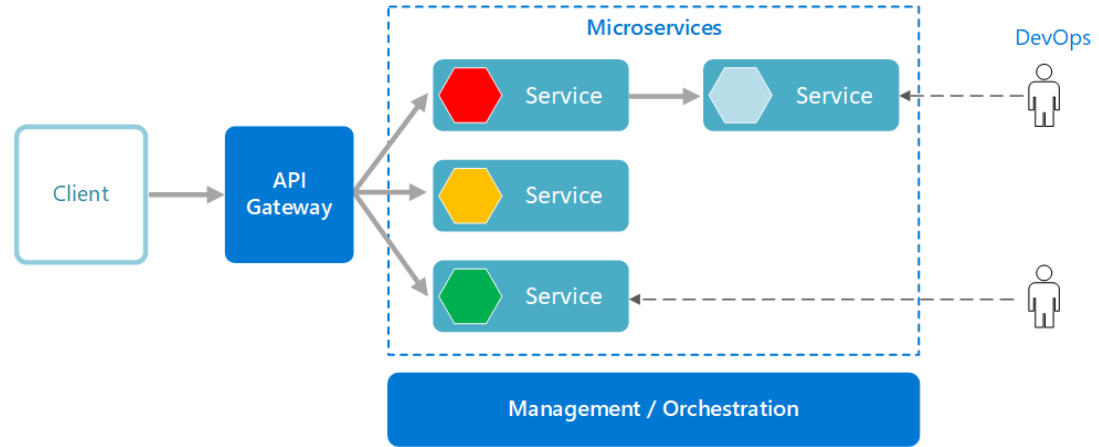 Microservices
DevOps
Service
Service
Client
API
Gateway
Service
Service
Management / Orchestration